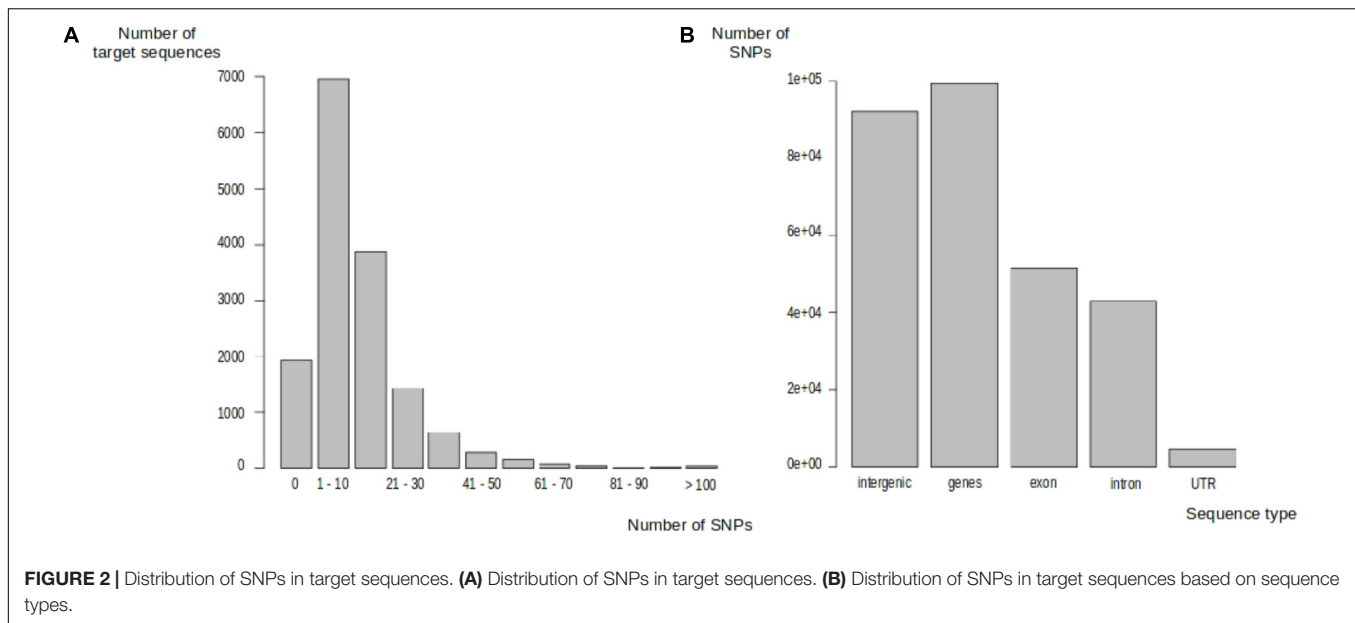 A
Number of
target sequences
7000
6000
5000
4000
3000
2000
1000
0
0 1 - 10 21 - 30 41 - 50 61 - 70 81 - 90 > 100
Number of SNPs
B
Number of
SNPs
1e+05
8e+04
6e+04
4e+04
2e+04
0e+00
intergenic genes exon intron UTR
Sequence type
FIGURE 2 | Distribution of SNPs in target sequences. (A) Distribution of SNPs in target sequences. (B) Distribution of SNPs in target sequences based on sequence
types.